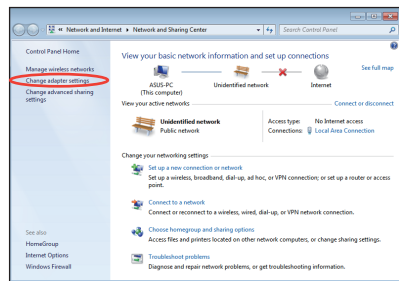 « Network and Internet ▸ Network and Sharing Center
Search Control Panel
Control Panel Home
Manage wireless networks
Change adapter settings
Change advanced sharing
settings
See also
HomeGroup
Internet Options
Windows Firewall
View your basic network information and set up connections
See full map
ASUS-PC
(This computer)
Unidentified network
Internet
View your active networks
Connect or disconnect
Unidentified network
Public network
Access type: No Internet access
Connections: Local Area Connection
Change your networking settings
Set up a new connection or network
Set up a wireless, broadband, dial-up, ad hoc, or VPN connection; or set up a router or access
point.
Connect to a network
Connect or reconnect to a wireless, wired, dial-up, or VPN network connection.
Choose homegroup and sharing options
Access files and printers located on other network computers, or change sharing settings.
Troubleshoot problems
Diagnose and repair network problems, or get troubleshooting information.